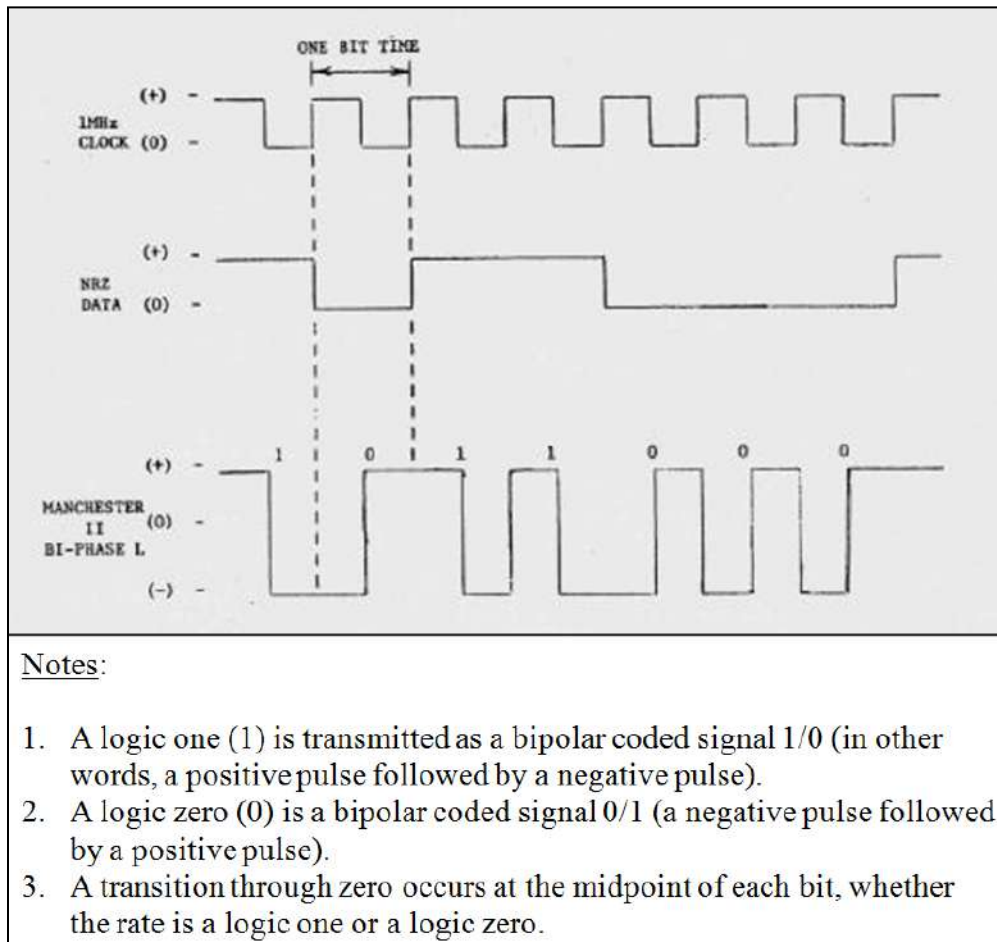 ONE BIT TIME
(+) -
1MHz
CLOCK (0) -
(+) -
NRZ
DATA (0) -
1 0 1 1 0 0 0
(+) -
MANCHESTER
II (0) -
BI-PHASE L
(-) -
Notes:
1. A logic one (1) is transmitted as a bipolar coded signal 1/0 (in other
words, a positive pulse followed by a negative pulse).
2. A logic zero (0) is a bipolar coded signal 0/1 (a negative pulse followed
by a positive pulse).
3. A transition through zero occurs at the midpoint of each bit, whether
the rate is a logic one or a logic zero.